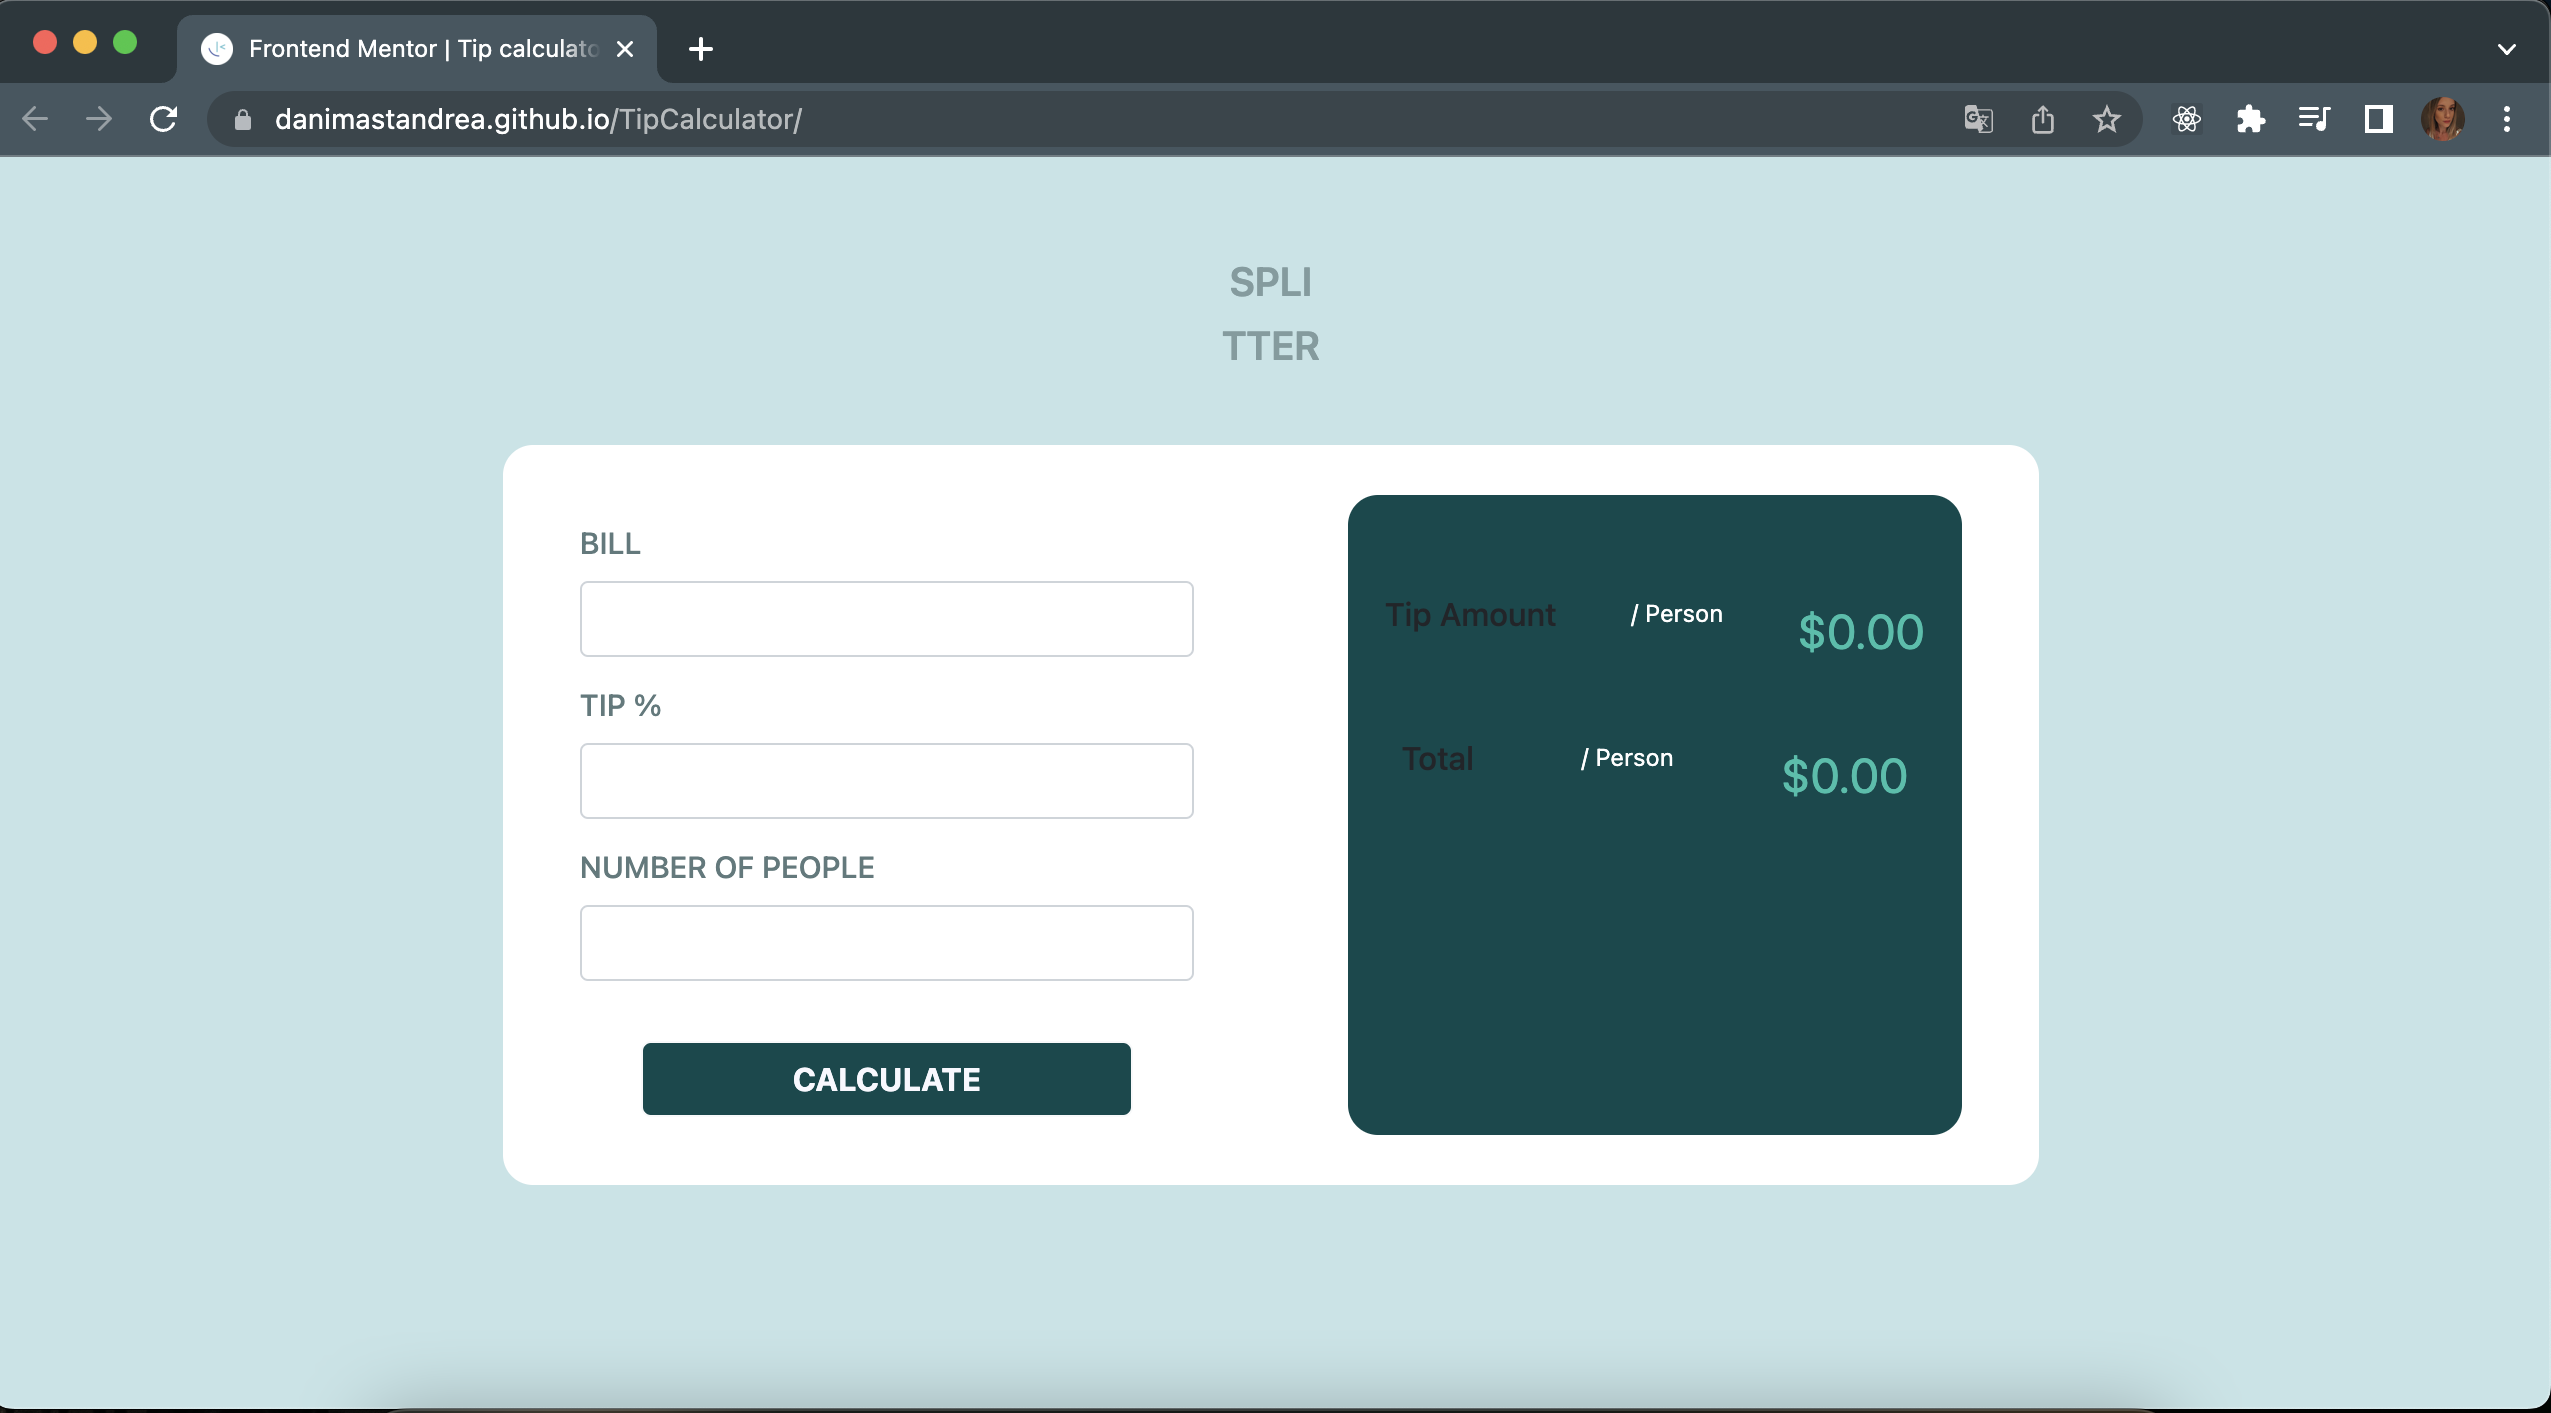 Frontend Mentor | Tip calculato
danimastandrea.github.io/TipCalculator/
SPLI
TTER
BILL
TIP %
NUMBER OF PEOPLE
CALCULATE
Tip Amount / Person $0.00
Total / Person $0.00